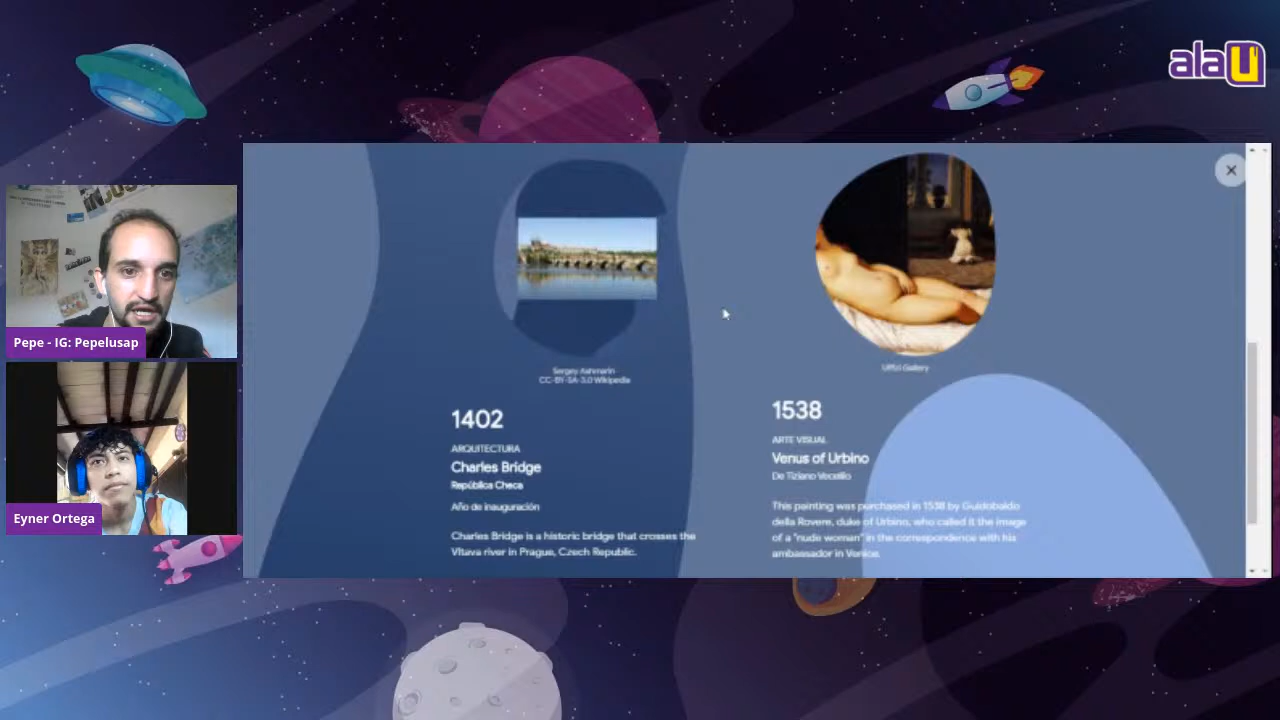 alaU
Pepe - IG: Pepelusap
Eyner Ortega
CC-BY-SA-3.0 Wikipedia
Uffizi Gallery
1402
ARQUITECTURA
Charles Bridge
República Checa
Año de inauguración
Charles Bridge is a historic bridge that crosses the
Vltava river in Prague, Czech Republic.
1538
ARTE VISUAL
Venus of Urbino
De Tiziano Vecellio
This painting was purchased in 1538 by Guidobaldo
della Rovere, duke of Urbino, who called it the image
of a "nude woman" in the correspondence with his
ambassador in Venice.